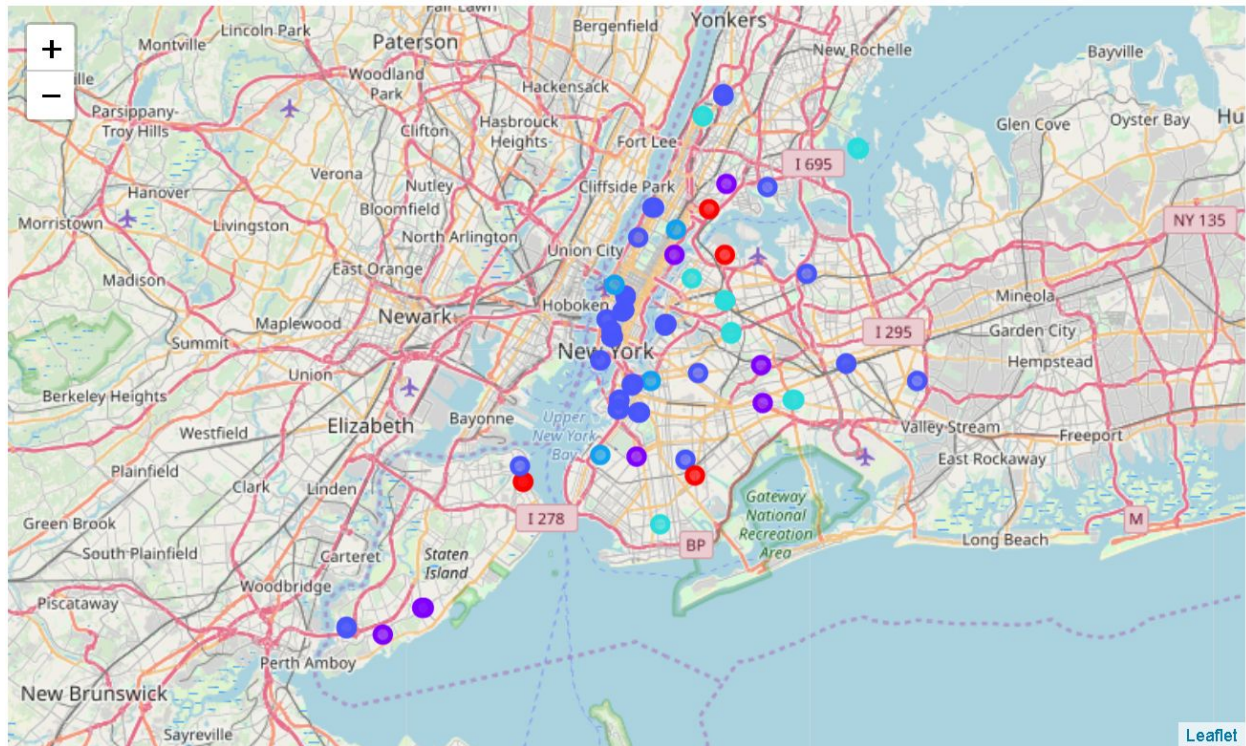 Fair Lawn
Lincoln Park
Yonkers
Bergenfield
+
Montville
Paterson
New Rochelle
Bayville
Woodland
Park
Hackensack
−
Parsippany-
Troy Hills
Clifton
Hasbrouck
Heights
Fort Lee
Glen Cove
Oyster Bay
I 695
Verona
Nutley
Cliffside Park
Hanover
Bloomfield
Morristown
Livingston
North Arlington
NY 135
Union City
Madison
East Orange
Mineola
Hoboken
Newark
Maplewood
Garden City
I 295
Summit
New York
Hempstead
Union
Berkeley Heights
Bayonne
Upper
New York
Bay
Elizabeth
Valley Stream
Freeport
Westfield
East Rockaway
Plainfield
Clark
Linden
Gateway
National
Recreation
Area
Green Brook
I 278
M
BP
Long Beach
South Plainfield
Carteret
Staten
Island
Woodbridge
Piscataway
Perth Amboy
New Brunswick
Sayreville
Leaflet